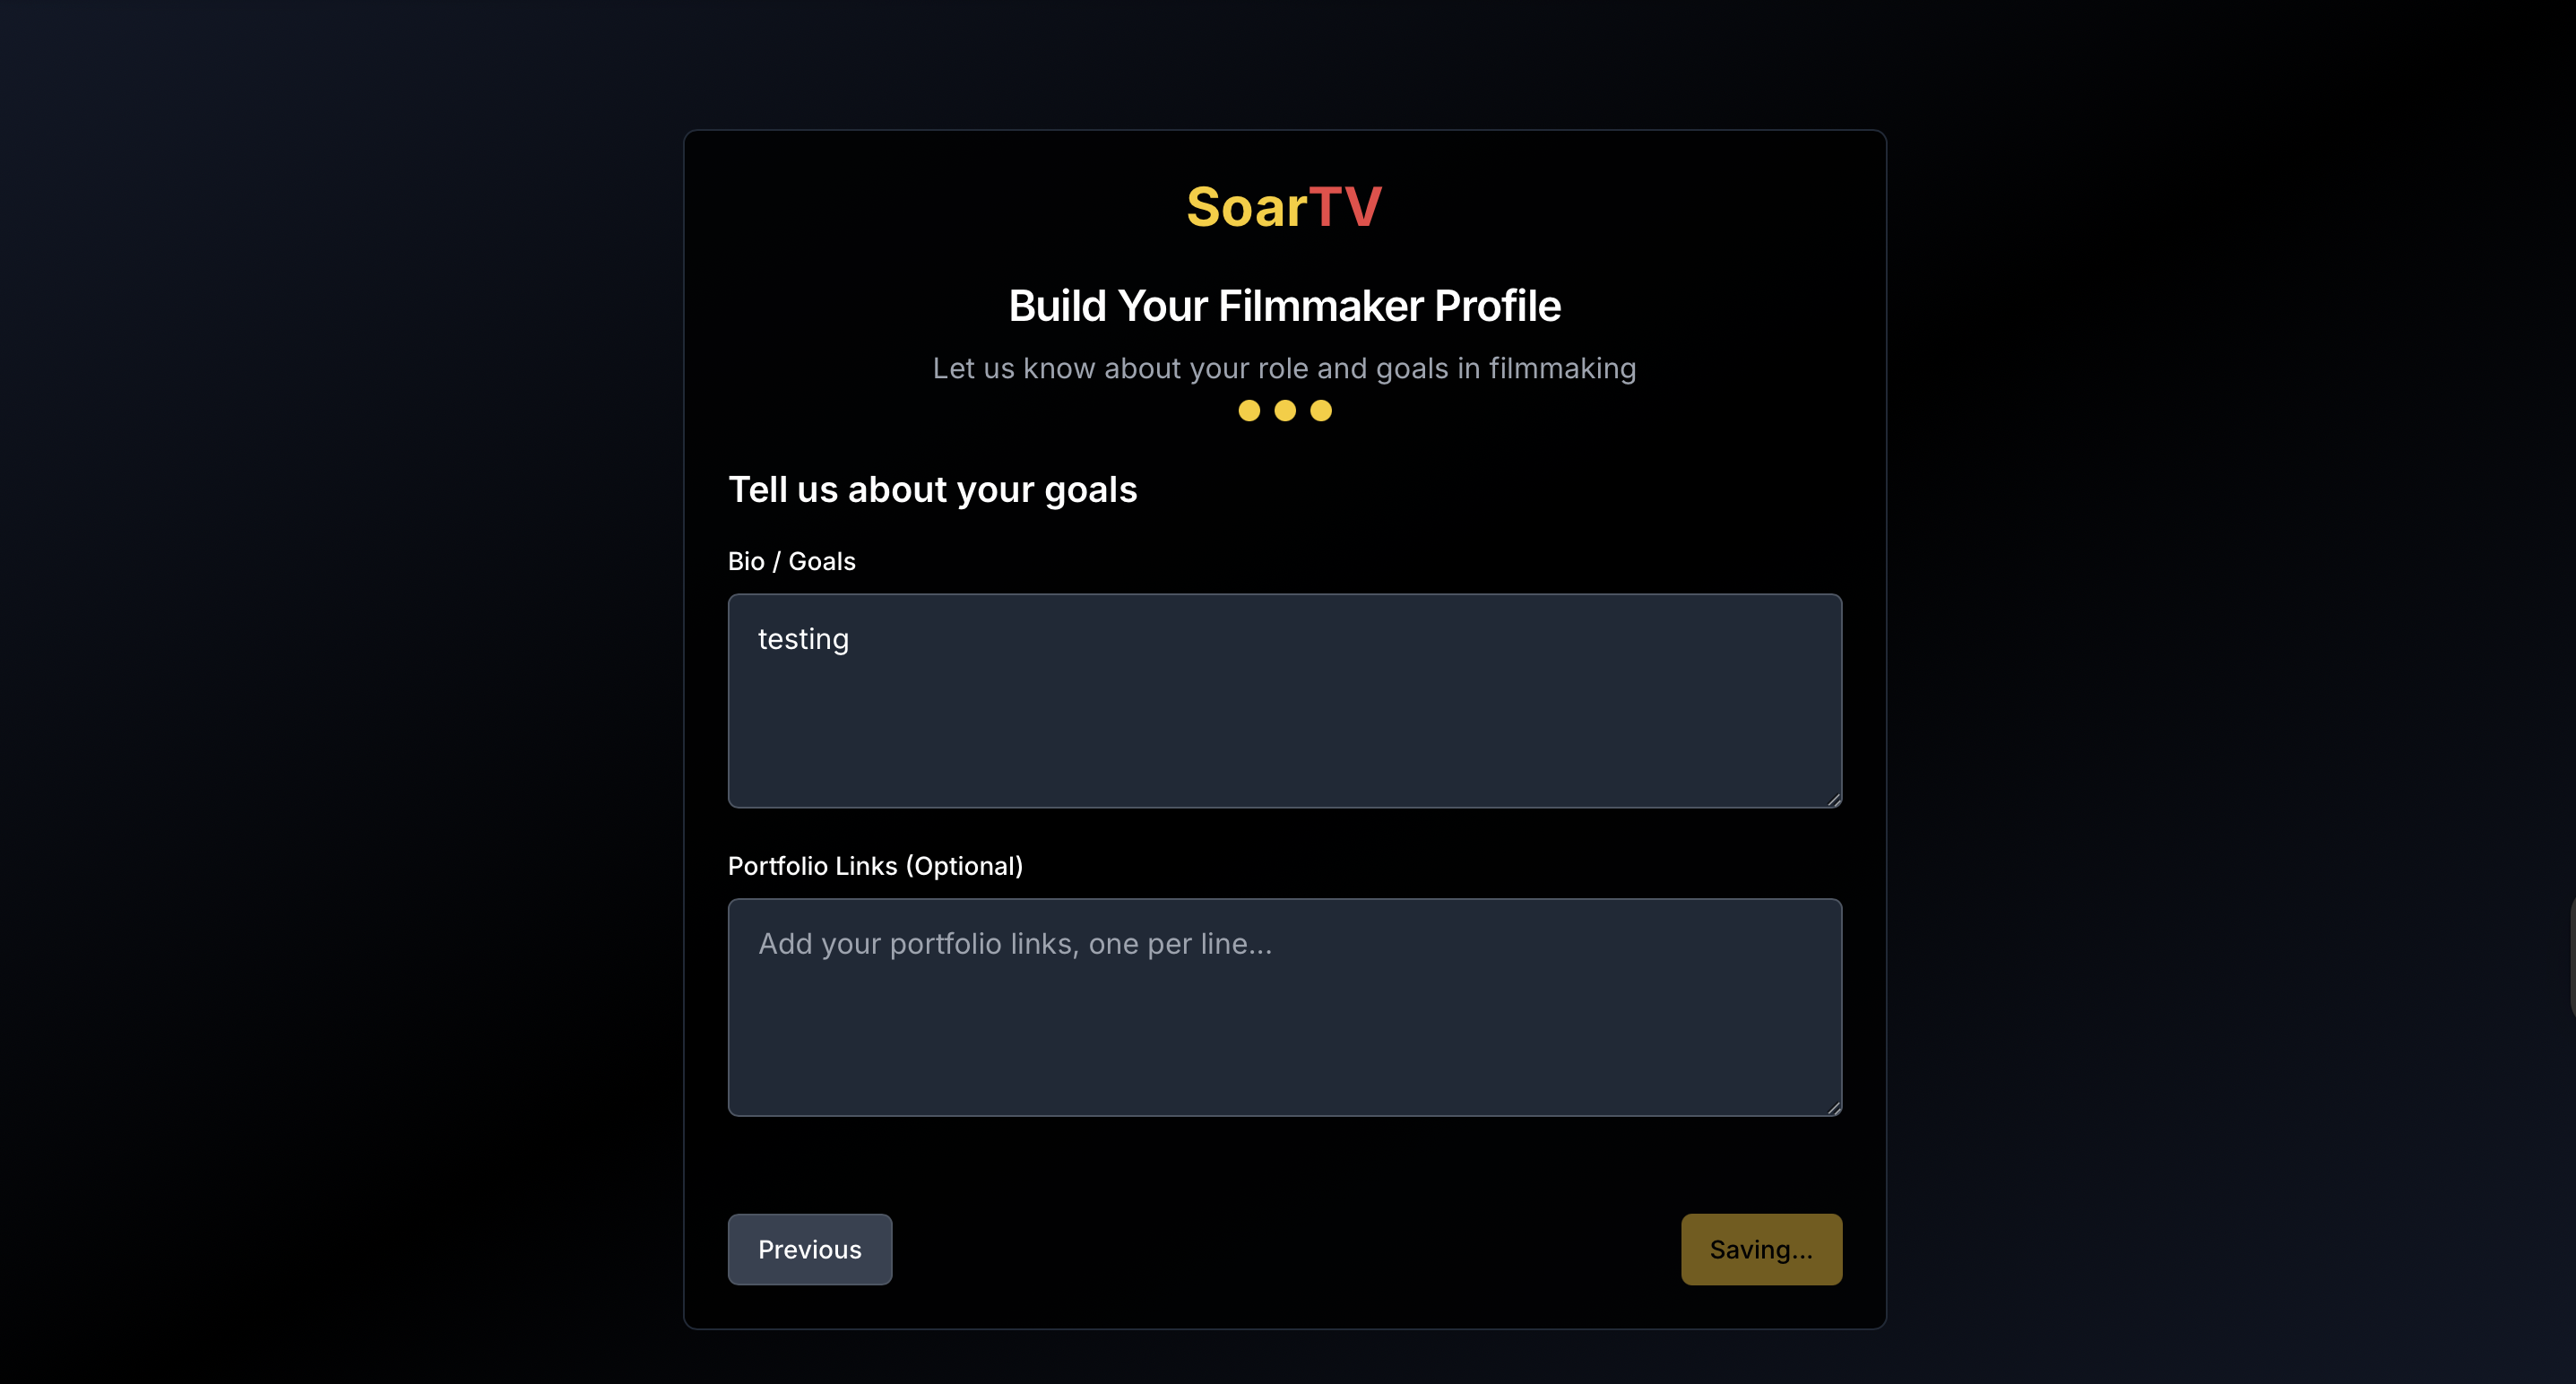 SoarTV
Build Your Filmmaker Profile
Let us know about your role and goals in filmmaking
Tell us about your goals
Bio / Goals
testing
Portfolio Links (Optional)
Add your portfolio links, one per line...
Previous
Saving...